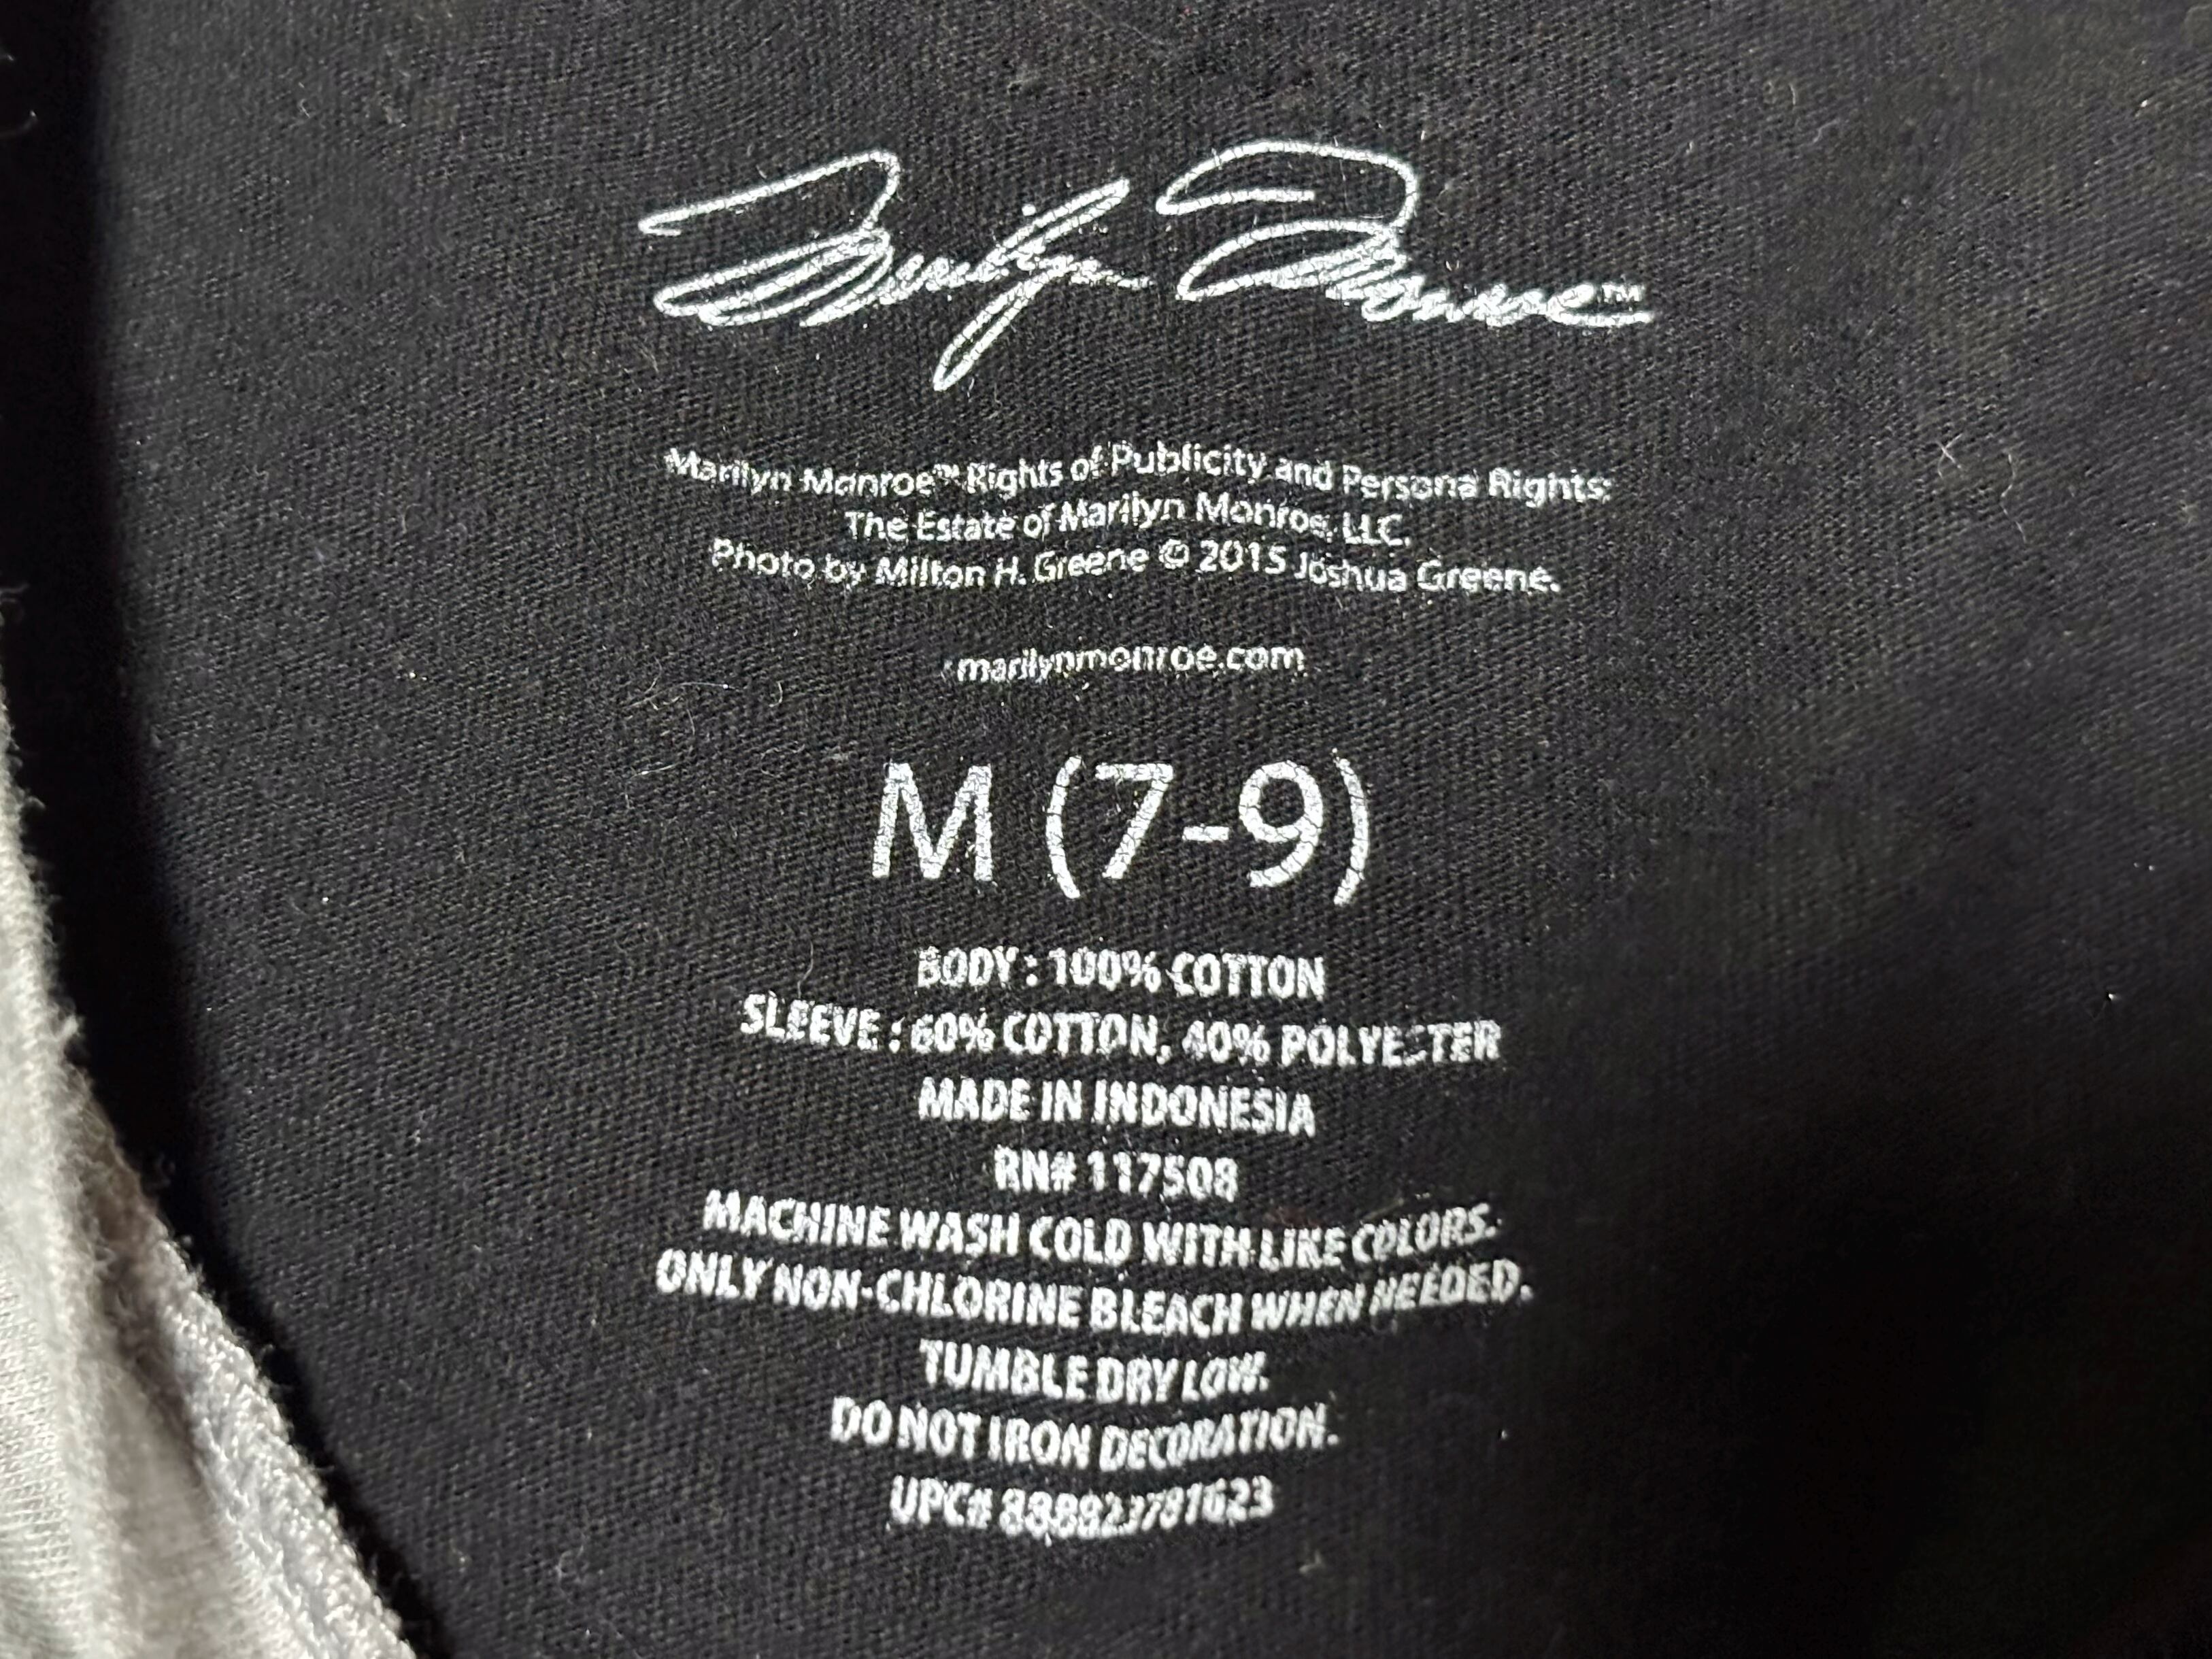 Marilyn Monroe™
Marilyn Monroe™ Rights of Publicity and Persona Rights:
The Estate of Marilyn Monroe, LLC.
Photo by Milton H. Greene © 2015 Joshua Greene.
marilynmonroe.com
M (7-9)
BODY : 100% COTTON
SLEEVE : 60% COTTON, 40% POLYESTER
MADE IN INDONESIA
RN# 117508
MACHINE WASH COLD WITH LIKE COLORS.
ONLY NON-CHLORINE BLEACH WHEN NEEDED.
TUMBLE DRY LOW.
DO NOT IRON DECORATION.
UPC#